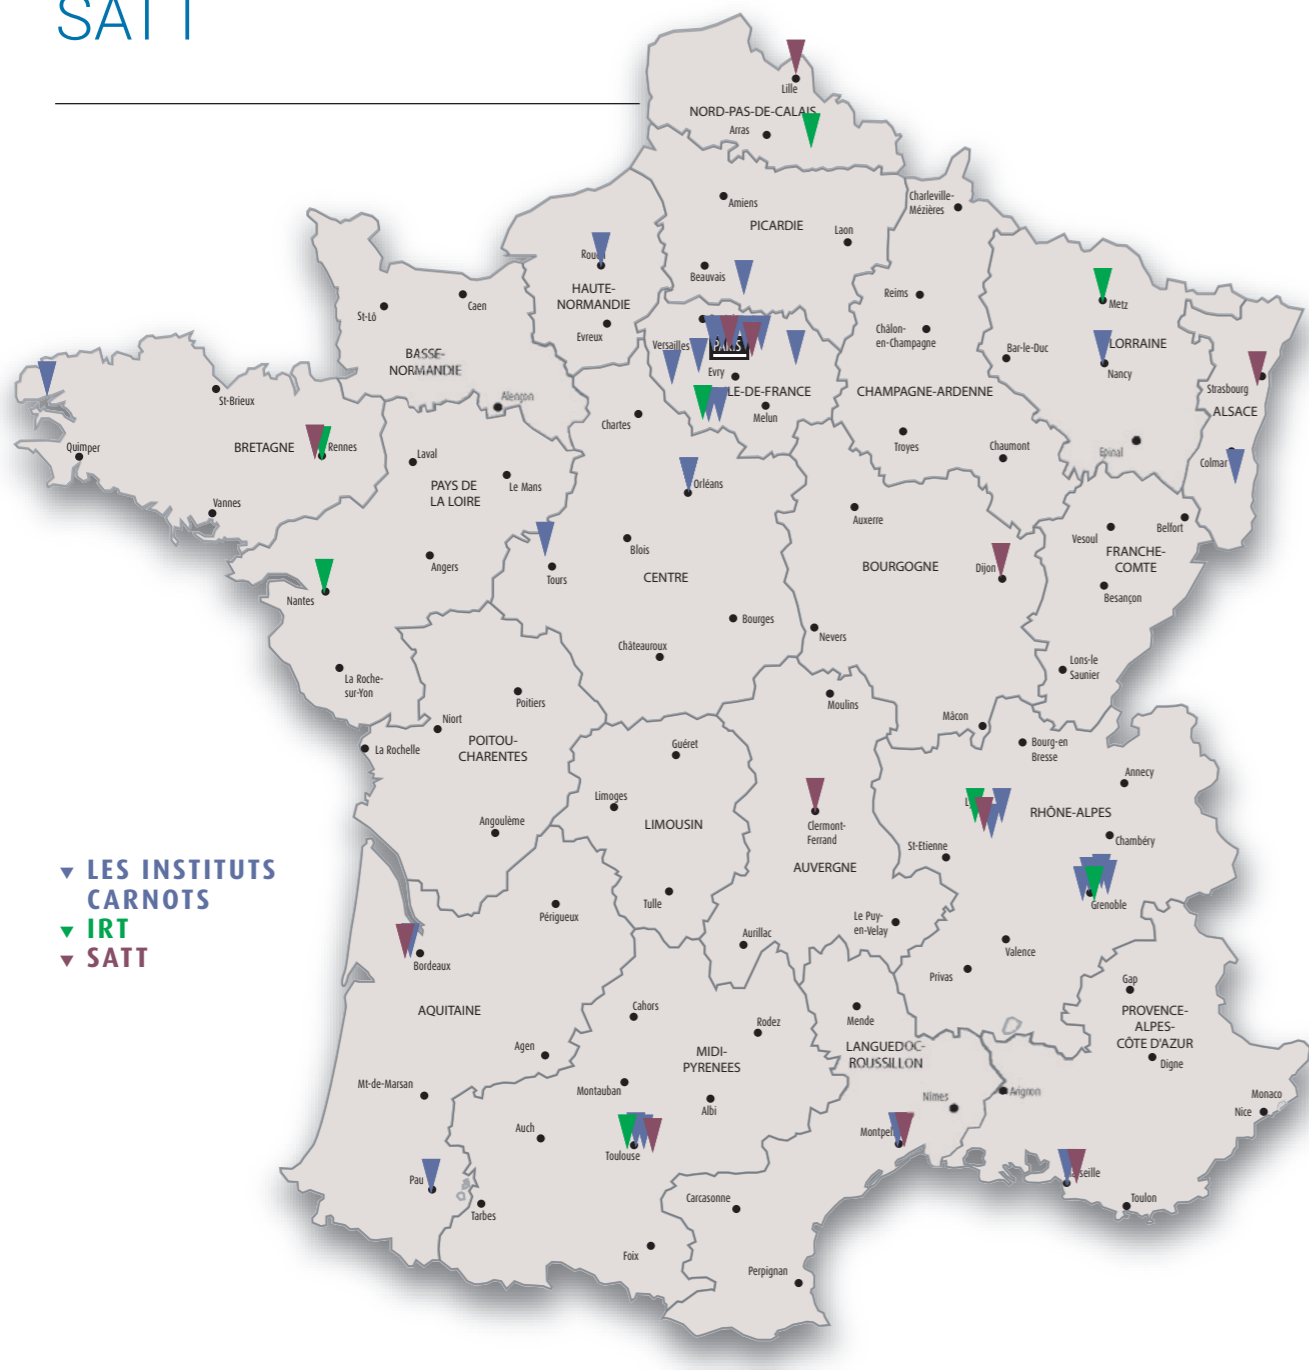 SATT
Lille
NORD-PAS-DE-CALAIS
Arras
Amiens
PICARDIE
Laon
Beauvais
Charleville-
Mézières
Rouen
HAUTE-
NORMANDIE
Evreux
Caen
St-Lô
BASSE-
NORMANDIE
Alençon
Reims
Châlon-
en-Champagne
CHAMPAGNE-ARDENNE
Troyes
Chaumont
Metz
LORRAINE
Bar-le-Duc
Nancy
Epinal
Strasbourg
ALSACE
Colmar
Versailles
PARIS
Evry
ILE-DE-FRANCE
Melun
St-Brieux
Quimper
BRETAGNE
Rennes
Vannes
Laval
PAYS DE
LA LOIRE
Le Mans
Angers
Nantes
La Roche-
sur-Yon
Chartes
Orléans
Blois
Tours
CENTRE
Bourges
Châteauroux
Auxerre
BOURGOGNE
Dijon
Nevers
Mâcon
Vesoul
Belfort
FRANCHE-
COMTE
Besançon
Lons-le
Saunier
Poitiers
Niort
La Rochelle
POITOU-
CHARENTES
Angoulême
Guéret
Limoges
LIMOUSIN
Tulle
Moulins
Clermont-
Ferrand
AUVERGNE
Le Puy-
en-Velay
Aurillac
Bourg-en
Bresse
Annecy
RHÔNE-ALPES
Chambéry
St-Etienne
Grenoble
Valence
Privas
LES INSTITUTS
CARNOTS
IRT
SATT
Périgueux
Bordeaux
AQUITAINE
Agen
Mt-de-Marsan
Pau
Cahors
Rodez
MIDI-
PYRENEES
Montauban
Albi
Auch
Toulouse
Tarbes
Foix
Mende
LANGUEDOC-
ROUSSILLON
Nîmes
Montpel
Carcasonne
Perpignan
Gap
PROVENCE-
ALPES-
CÔTE D'AZUR
Digne
Avignon
Monaco
Nice
arseille
Toulon